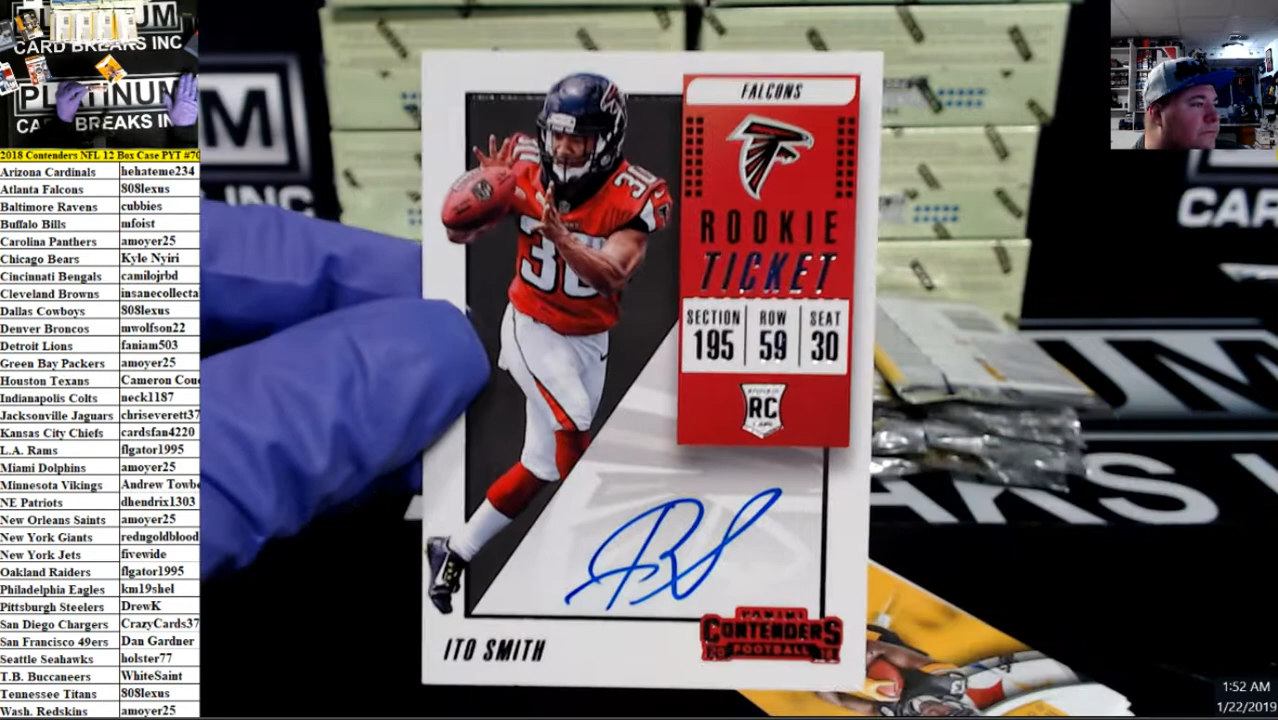 PLATINUM
CARD BREAKS INC
PLATINUM
2018 Contenders NFL 12 Box Case PYT #70
Arizona Cardinals hehateme234
Atlanta Falcons 808lexus
Baltimore Ravens cubbies
Buffalo Bills mfoist
Carolina Panthers amoyer25
Chicago Bears Kyle Nyiri
Cincinnati Bengals camilojrbd
Cleveland Browns insanecollecta
Dallas Cowboys 808lexus
Denver Broncos mwolfson22
Detroit Lions faniam503
Green Bay Packers amoyer25
Houston Texans Cameron Cou
Indianapolis Colts neck1187
Jacksonville Jaguars chriseverett37
Kansas City Chiefs cardsfan4220
L.A. Rams flgator1995
Miami Dolphins amoyer25
Minnesota Vikings Andrew Towb
NE Patriots dhendrix1303
New Orleans Saints amoyer25
New York Giants redngoldblood
New York Jets fivewide
Oakland Raiders flgator1995
Philadelphia Eagles km19shel
Pittsburgh Steelers DrewK
San Diego Chargers CrazyCards37
San Francisco 49ers Dan Gardner
Seattle Seahawks holster77
T.B. Buccaneers WhiteSaint
Tennessee Titans 808lexus
Wash. Redskins amoyer25
FALCONS
ROOKIE
TICKET
SECTION ROW SEAT
195 59 30
RC
30
30
PANINI
CONTENDERS
FOOTBALL
ITO SMITH
1:52 AM
1/22/2019